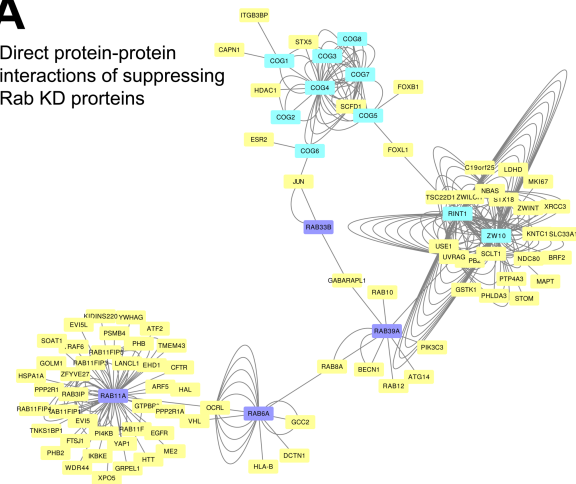 A
Direct protein-protein
interactions of suppressing
Rab KD prorteins
ITGB3BP
CAPN1
STX5
COG8
COG1
COG3
COG7
HDAC1
COG4
FOXB1
SCFD1
COG2
COG5
ESR2
COG6
FOXL1
JUN
C19orf25
LDHD
MKI67
NBAS
TSC22D1
STX18
XRCC3
ZWINT
RINT1
RAB33B
ZW10
KNTC1
SLC33A1
USE1
SCLT1
BRF2
UVRAG
NDC80
PTP4A3
MAPT
GABARAPL1
GSTK1
PHLDA3
STOM
RAB10
RAB39A
PIK3C3
RAB8A
BECN1
ATG14
RAB12
YWHAG
EVI5L
ATF2
PSMB4
SOAT1
PHB
TMEM43
GOLM1
LANCL1
EHD1
CFTR
HSPA1A
ZFYVE27
ARF5
HAL
PPP2R1
RAB3IP
RAB11A
RAB11FIP4
PPP2R1A
OCRL
RAB6A
EVI5
VHL
GCC2
TNKS1BP1
PI4KB
RAB11F
EGFR
FTSJ1
YAP1
ME2
PHB2
IKBKE
HTT
DCTN1
WDR44
GRPEL1
HLA-B
XPO5